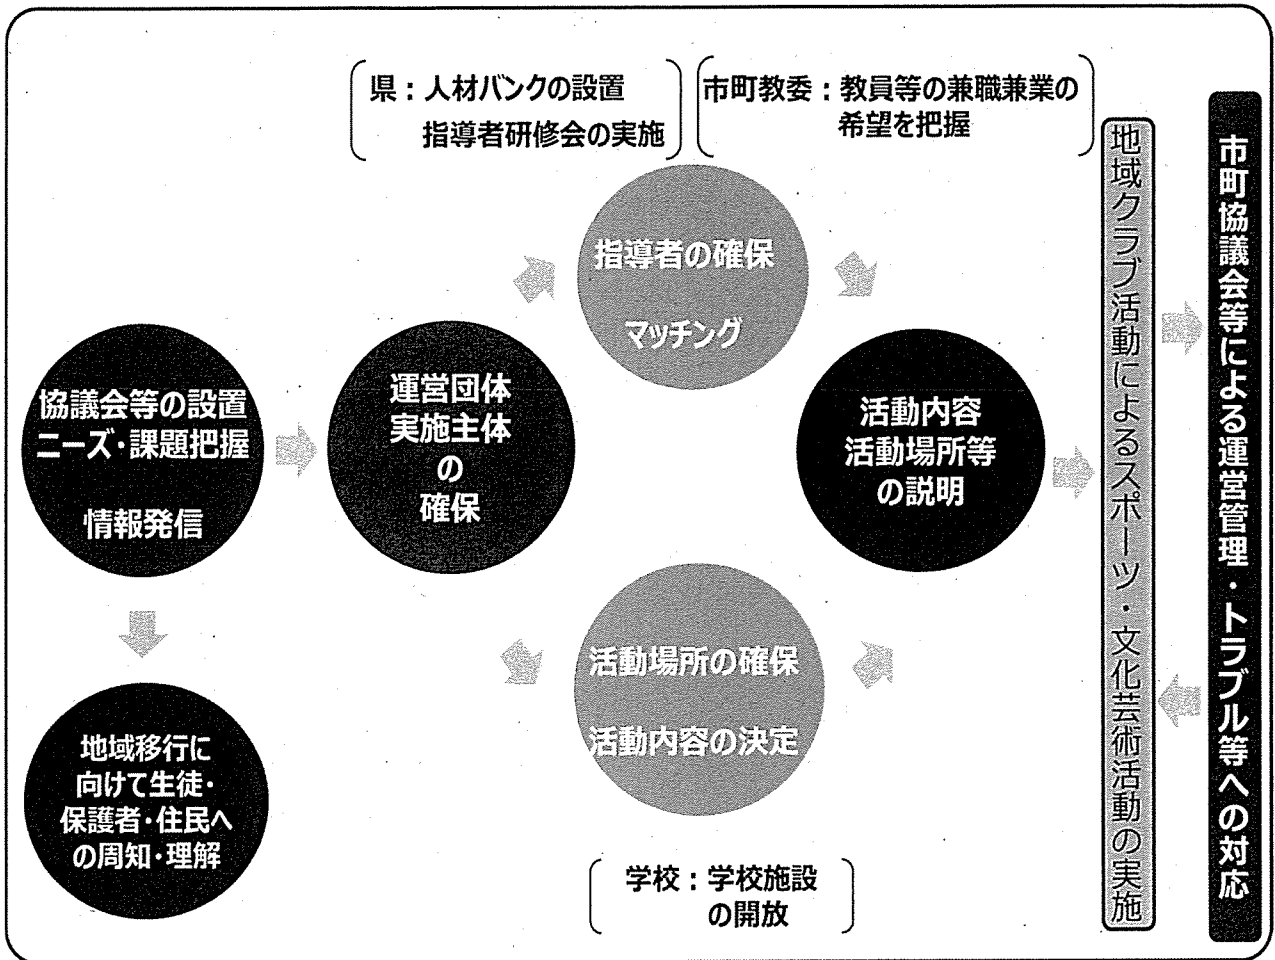 県：人材バンクの設置
指導者研修会の実施
市町教委：教員等の兼職兼業の
希望を把握
指導者の確保
マッチング
協議会等の設置
ニーズ・課題把握
情報発信
運営団体
実施主体
の
確保
活動内容
活動場所等
の説明
活動場所の確保
活動内容の決定
地域移行に
向けて生徒・
保護者・住民へ
の周知・理解
学校：学校施設
の開放
地域クラブ活動によるスポーツ・文化芸術活動の実施
市町協議会等による運営管理・トラブル等への対応